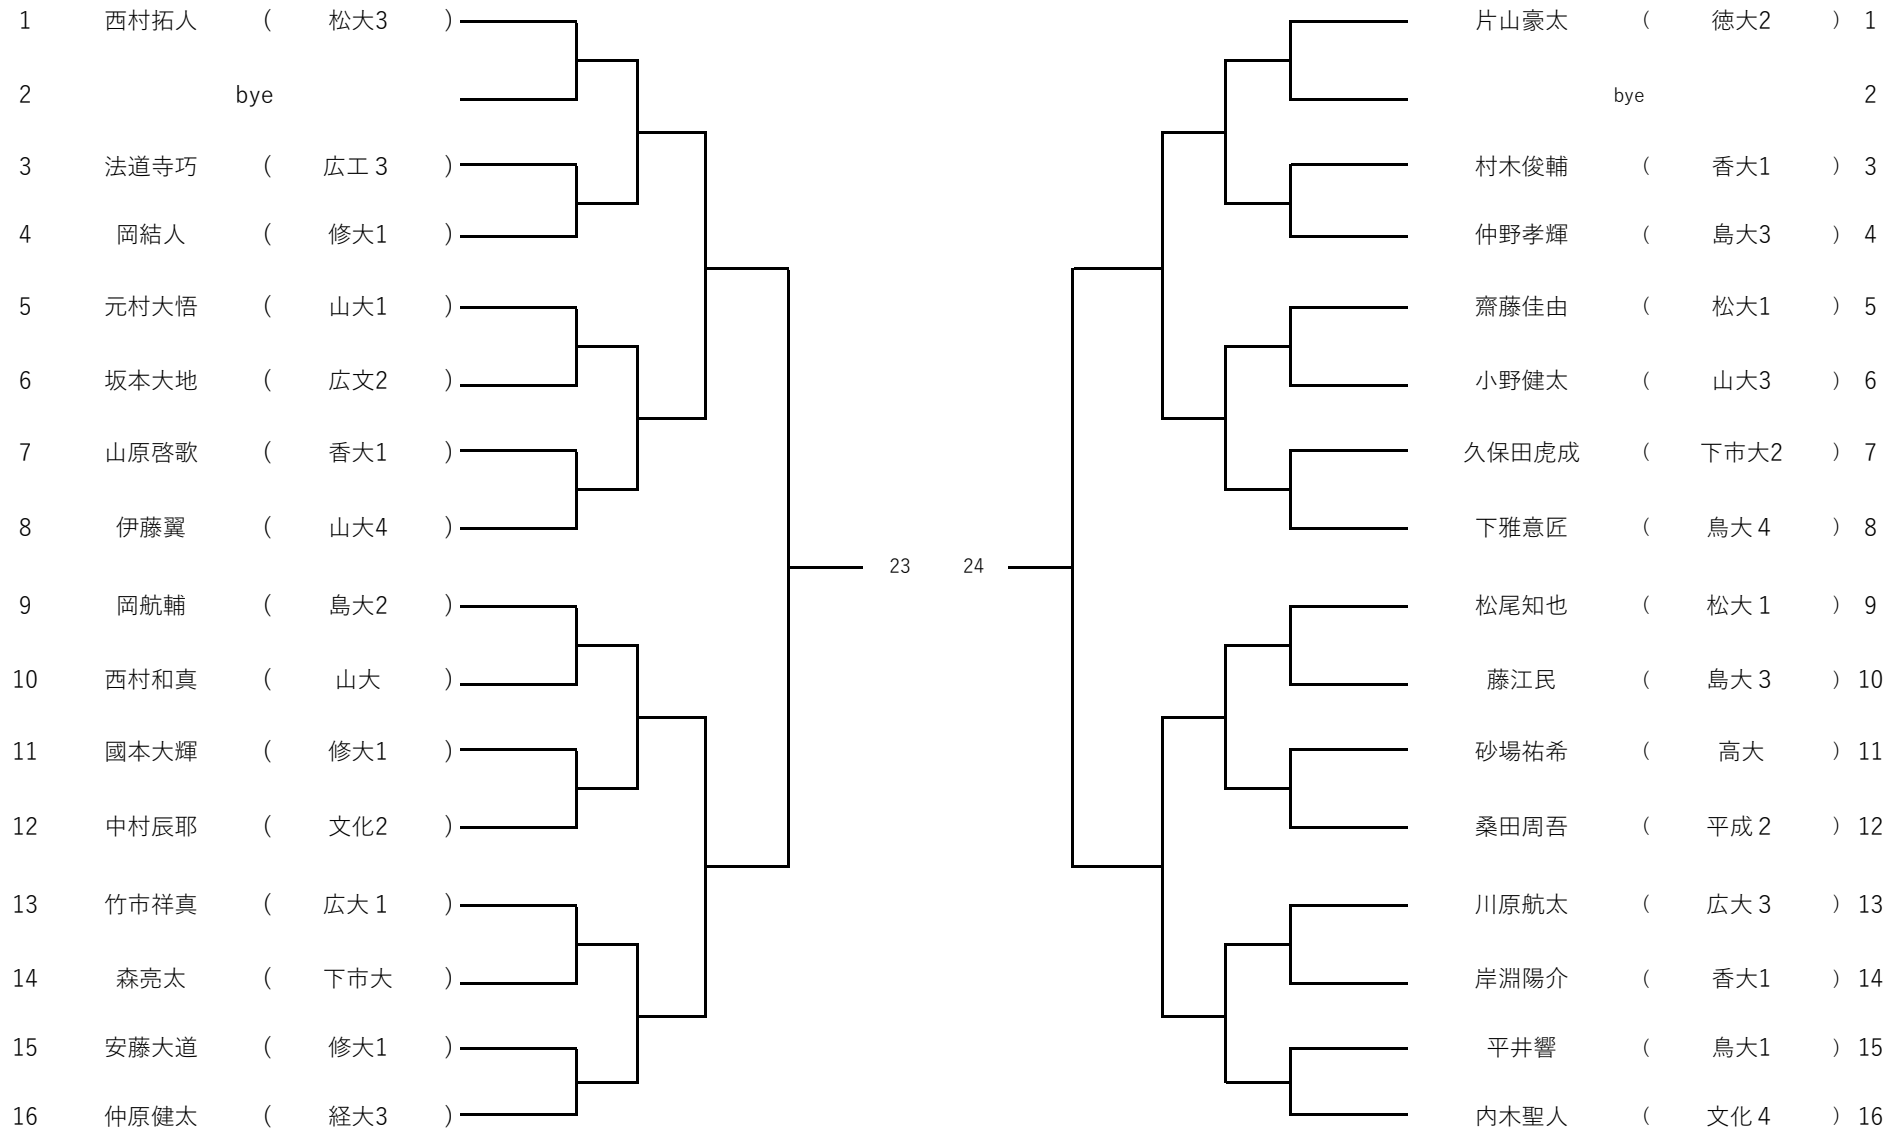 1 西村拓人 ( 松大3 ) 片山豪太 ( 徳大2 ) 1
2 bye bye 2
3 法道寺巧 ( 広工３ ) 村木俊輔 ( 香大1 ) 3
4 岡結人 ( 修大1 ) 仲野孝輝 ( 島大3 ) 4
5 元村大悟 ( 山大1 ) 齋藤佳由 ( 松大1 ) 5
6 坂本大地 ( 広文2 ) 小野健太 ( 山大3 ) 6
7 山原啓歌 ( 香大1 ) 久保田虎成 ( 下市大2 ) 7
8 伊藤翼 ( 山大4 ) 下雅意匠 ( 鳥大４ ) 8
23 24
9 岡航輔 ( 島大2 ) 松尾知也 ( 松大１ ) 9
10 西村和真 ( 山大 ) 藤江民 ( 島大３ ) 10
11 國本大輝 ( 修大1 ) 砂場祐希 ( 高大 ) 11
12 中村辰耶 ( 文化2 ) 桑田周吾 ( 平成２ ) 12
13 竹市祥真 ( 広大１ ) 川原航太 ( 広大３ ) 13
14 森亮太 ( 下市大 ) 岸淵陽介 ( 香大1 ) 14
15 安藤大道 ( 修大1 ) 平井響 ( 鳥大1 ) 15
16 仲原健太 ( 経大3 ) 内木聖人 ( 文化４ ) 16